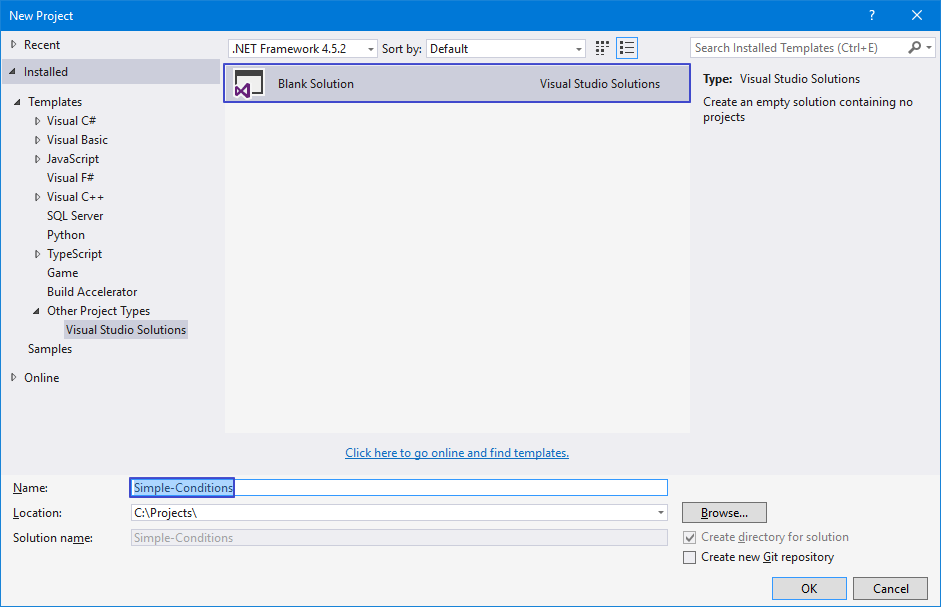 New Project
?
Recent
.NET Framework 4.5.2
Sort by:
Default
Search Installed Templates (Ctrl+E)
Installed
Blank Solution
Visual Studio Solutions
Type: Visual Studio Solutions
Create an empty solution containing no
projects
Templates
Visual C#
Visual Basic
JavaScript
Visual F#
Visual C++
SQL Server
Python
TypeScript
Game
Build Accelerator
Other Project Types
Visual Studio Solutions
Samples
Online
Click here to go online and find templates.
Name:
Simple-Conditions
Location:
C:\Projects\
Browse...
Solution name:
Simple-Conditions
Create directory for solution
Create new Git repository
OK
Cancel